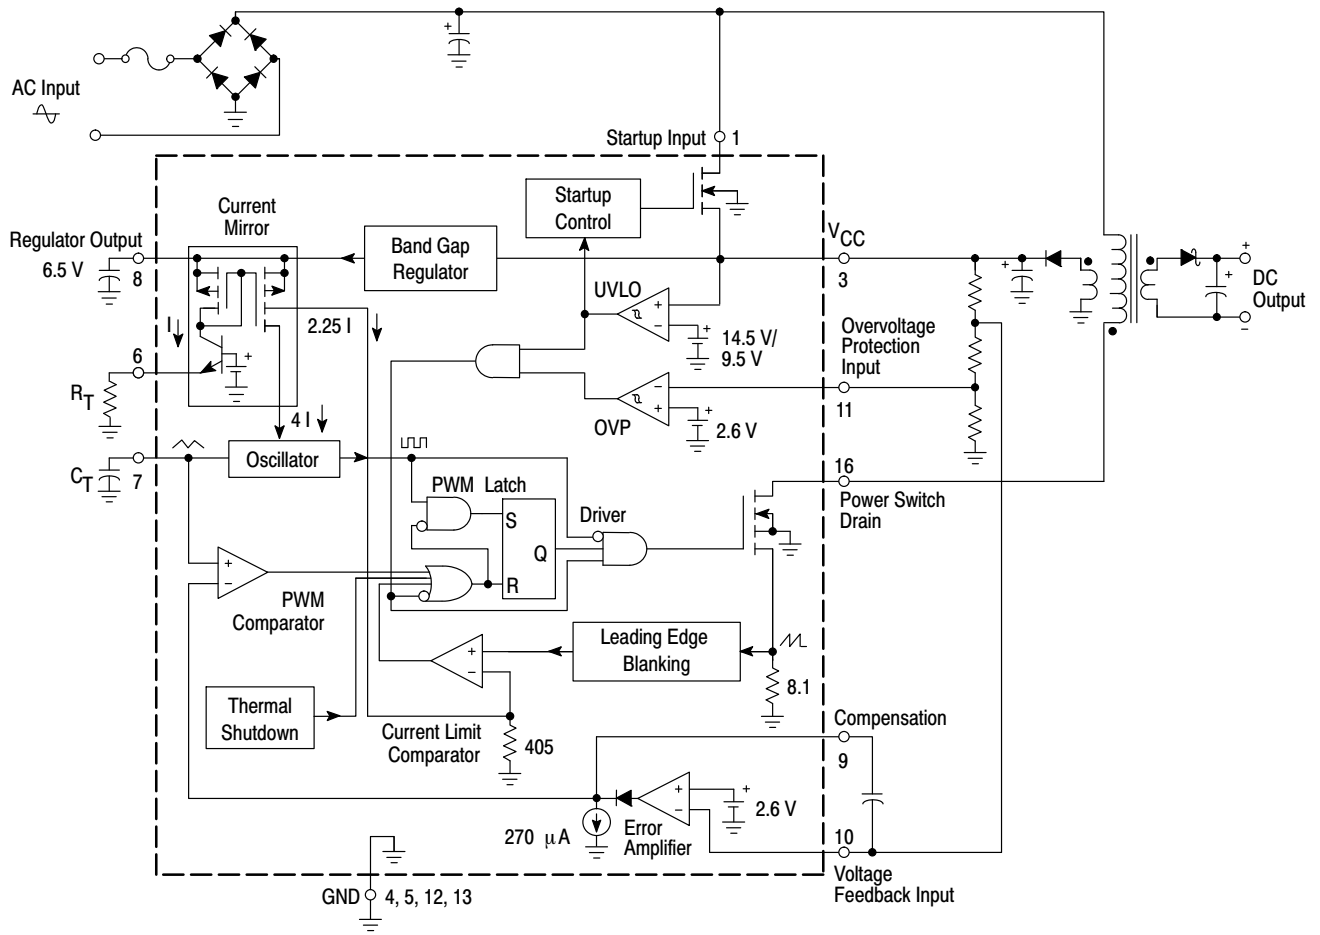 AC Input
Startup Input
1
Current
Mirror
Startup
Control
Regulator Output
6.5 V
8
Band Gap
Regulator
VCC
3
DC
Output
+
–
UVLO
+
–
14.5 V/
9.5 V
I
2.25 I
6
RT
4 I
Overvoltage
Protection
Input
11
OVP
–
+
2.6 V
CT
7
Oscillator
PWM Latch
S
Q
R
Driver
16
Power Switch
Drain
+
–
PWM
Comparator
Leading Edge
Blanking
+
–
8.1
Thermal
Shutdown
Current Limit
Comparator
405
Compensation
9
270 µA
Error
Amplifier
+
–
2.6 V
10
Voltage
Feedback Input
GND
4, 5, 12, 13